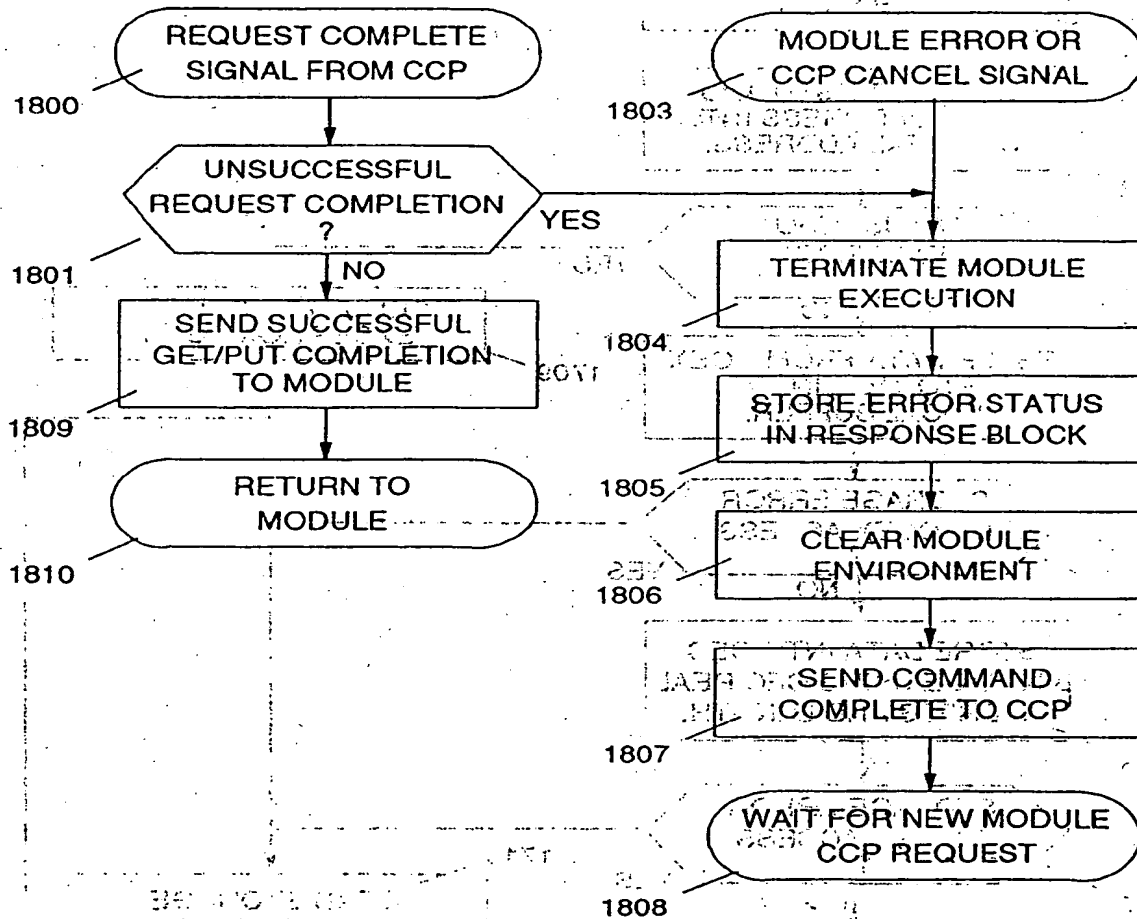 REQUEST COMPLETE
SIGNAL FROM CCP
1800
UNSUCCESSFUL
REQUEST COMPLETION
?
YES
1801
NO
SEND SUCCESSFUL
GET/PUT COMPLETION
TO MODULE
1809
RETURN TO
MODULE
1810
MODULE ERROR OR
CCP CANCEL SIGNAL
1803
TERMINATE MODULE
EXECUTION
1804
STORE ERROR STATUS
IN RESPONSE BLOCK
1805
CLEAR MODULE
ENVIRONMENT
1806
SEND COMMAND
COMPLETE TO CCP
1807
WAIT FOR NEW MODULE
CCP REQUEST
1808